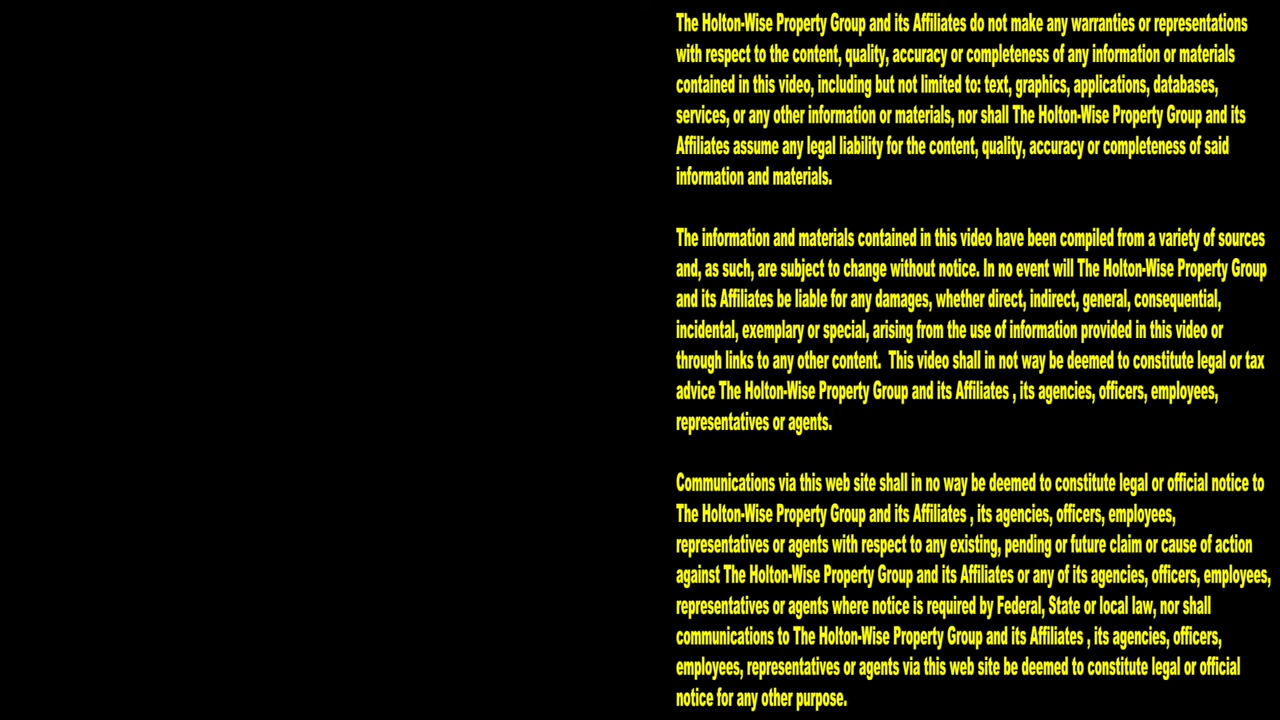 The Holton-Wise Property Group and its Affiliates do not make any warranties or representations
with respect to the content, quality, accuracy or completeness of any information or materials
contained in this video, including but not limited to: text, graphics, applications, databases,
services, or any other information or materials, nor shall The Holton-Wise Property Group and its
Affiliates assume any legal liability for the content, quality, accuracy or completeness of said
information and materials.
The information and materials contained in this video have been compiled from a variety of sources
and, as such, are subject to change without notice. In no event will The Holton-Wise Property Group
and its Affiliates be liable for any damages, whether direct, indirect, general, consequential,
incidental, exemplary or special, arising from the use of information provided in this video or
through links to any other content.  This video shall in not way be deemed to constitute legal or tax
advice The Holton-Wise Property Group and its Affiliates , its agencies, officers, employees,
representatives or agents.
Communications via this web site shall in no way be deemed to constitute legal or official notice to
The Holton-Wise Property Group and its Affiliates , its agencies, officers, employees,
representatives or agents with respect to any existing, pending or future claim or cause of action
against The Holton-Wise Property Group and its Affiliates or any of its agencies, officers, employees,
representatives or agents where notice is required by Federal, State or local law, nor shall
communications to The Holton-Wise Property Group and its Affiliates , its agencies, officers,
employees, representatives or agents via this web site be deemed to constitute legal or official
notice for any other purpose.